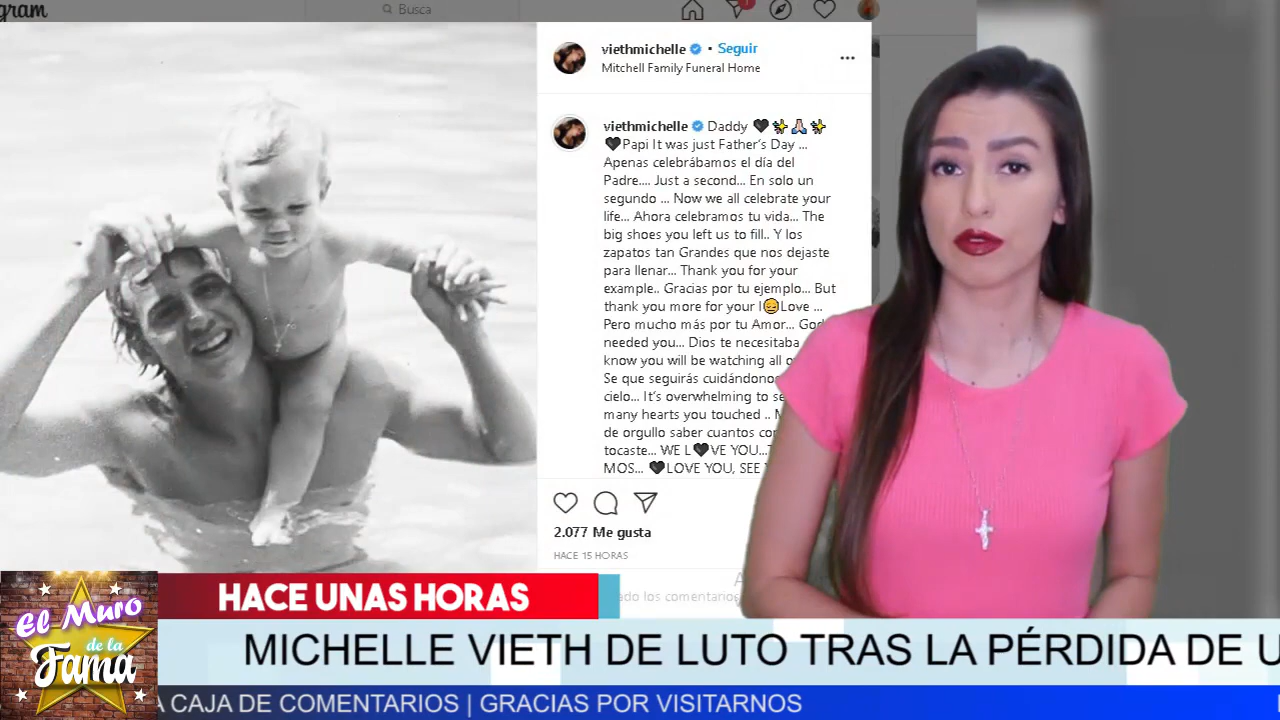 gram
Busca
1
viethmichelle • Seguir
Mitchell Family Funeral Home
viethmichelle Daddy 🖤✨🙏🏻✨
🖤Papi It was just Father's Day ...
Apenas celebrábamos el día del
Padre.... Just a second... En solo un
segundo ... Now we all celebrate your
life... Ahora celebramos tu vida... The
big shoes you left us to fill.. Y los
zapatos tan Grandes que nos dejaste
para llenar... Thank you for your
example.. Gracias por tu ejemplo... But
thank you more for your l😄Love ...
Pero mucho más por tu Amor... God
needed you... Dios te necesitaba
know you will be watching all
Se que seguirás cuidándonos
cielo... It's overwhelming to
many hearts you touched ..
de orgullo saber cuantos
tocaste... WE L🖤VE YOU...
MOS... 🖤LOVE YOU, SEE
2.077 Me gusta
HACE 15 HORAS
ado los comentarios
HACE UNAS HORAS
El Muro
de la
Fama
MICHELLE VIETH DE LUTO TRAS LA PÉRDIDA DE U
A CAJA DE COMENTARIOS | GRACIAS POR VISITARNOS